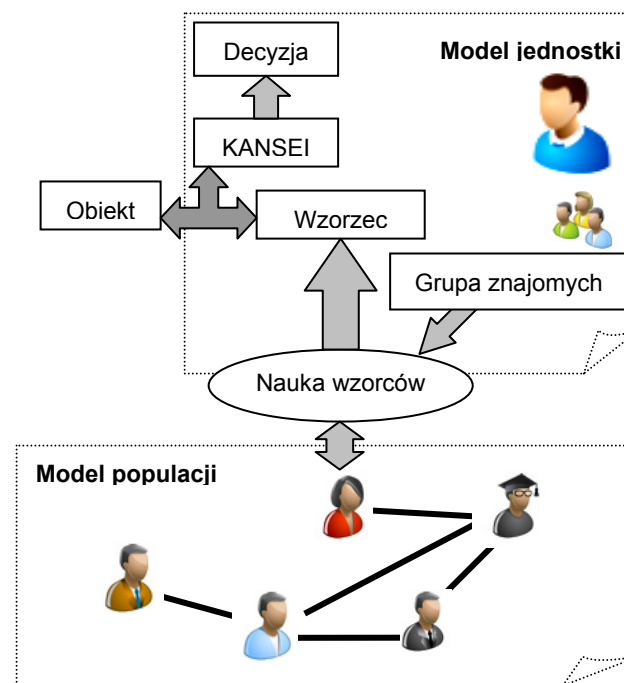 Decyzja
Model jednostki
KANSEI
Obiekt
Wzorzec
Grupa znajomych
Nauka wzorców
Model populacji